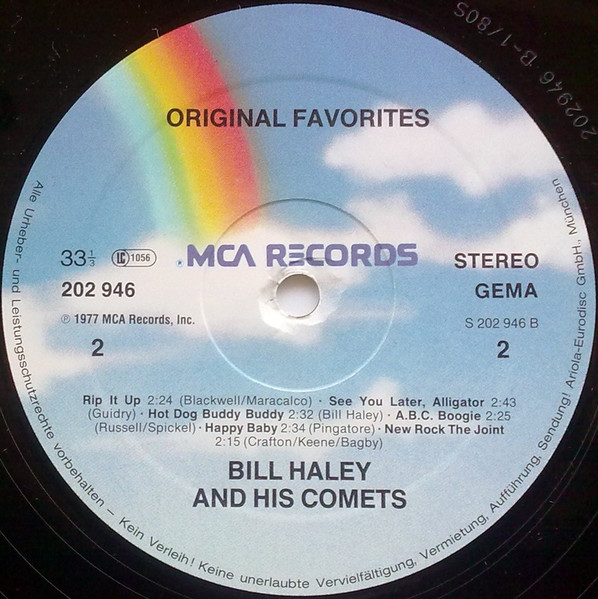 ORIGINAL FAVORITES
MCA RECORDS
33 1/3
LC 1056
STEREO
202 946
GEMA
℗ 1977 MCA Records, Inc.
S 202 946 B
2
2
Rip It Up 2:24 (Blackwell/Maracalco) · See You Later, Alligator 2:43
(Guidry) · Hot Dog Buddy Buddy 2:32 (Bill Haley) · A.B.C. Boogie 2:25
(Russell/Spickel) · Happy Baby 2:34 (Pingatore) · New Rock The Joint
2:15 (Crafton/Keene/Bagby)
BILL HALEY
AND HIS COMETS
Alle Urheber- und Leistungsschutzrechte vorbehalten – Kein Verleih! Keine unerlaubte Vervielfältigung, Vermietung, Aufführung, Sendung! Ariola-Eurodisc GmbH., München
202946 B-1/80S